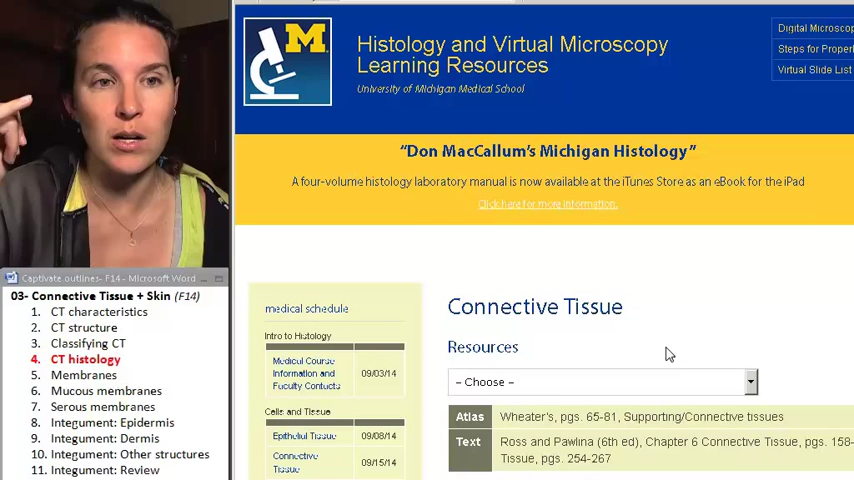 M
Histology and Virtual Microscopy
Learning Resources
University of Michigan Medical School
Digital Microscop
Steps for Properl
Virtual Slide List
"Don MacCallum's Michigan Histology"
A four-volume histology laboratory manual is now available at the iTunes Store as an eBook for the iPad
Click here for more information.
Captivate outlines- F14 - Microsoft Word
03- Connective Tissue + Skin (F14)
1. CT characteristics
2. CT structure
3. Classifying CT
4. CT histology
5. Membranes
6. Mucous membranes
7. Serous membranes
8. Integument: Epidermis
9. Integument: Dermis
10. Integument: Other structures
11. Integument: Review
medical schedule
Intro to Histology
Medical Course
Information and
Faculty Contacts
09/03/14
Cells and Tissue
Epithelial Tissue
09/08/14
Connective
Tissue
09/15/14
Connective Tissue
Resources
– Choose –
Atlas Wheater's, pgs. 65-81, Supporting/Connective tissues
Text Ross and Pawlina (6th ed), Chapter 6 Connective Tissue, pgs. 158-
Tissue, pgs. 254-267